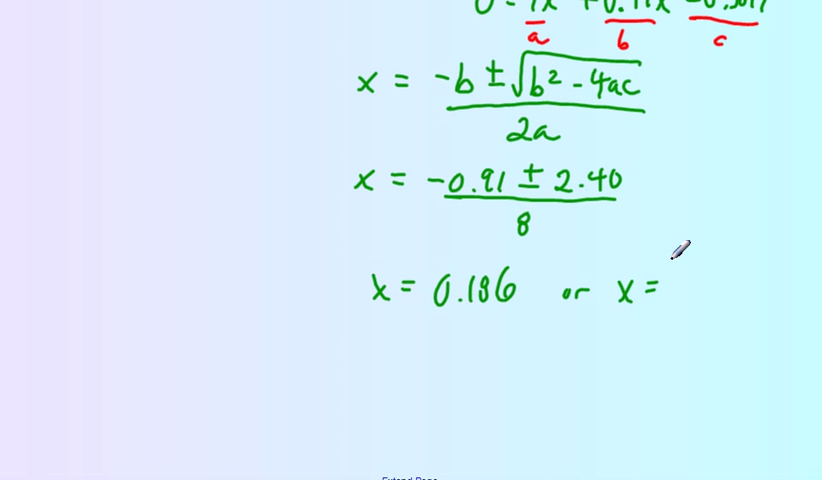 a b c
x = -b ± √b² - 4ac
2a
x = -0.91 ± 2.40
8
x = 0.186 or x =